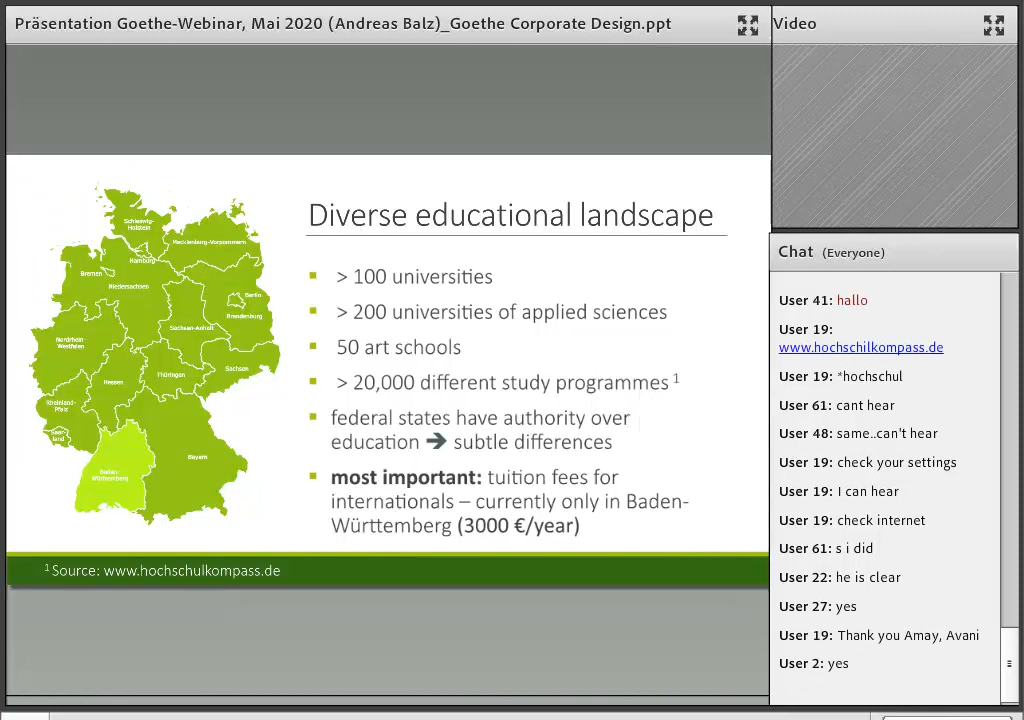 Präsentation Goethe-Webinar, Mai 2020 (Andreas Balz)_Goethe Corporate Design.ppt
Video
Diverse educational landscape
> 100 universities
> 200 universities of applied sciences
50 art schools
> 20,000 different study programmes ¹
federal states have authority over
education → subtle differences
most important: tuition fees for
internationals – currently only in Baden-
Württemberg (3000 €/year)
Schleswig-
Holstein
Mecklenburg-Vorpommern
Hamburg
Bremen
Niedersachsen
Berlin
Brandenburg
Sachsen-Anhalt
Nordrhein-
Westfalen
Sachsen
Thüringen
Hessen
Rheinland-
Pfalz
Saar-
land
Bayern
Baden-
Württemberg
¹ Source: www.hochschulkompass.de
Chat (Everyone)
User 41: hallo
User 19:
www.hochschilkompass.de
User 19: *hochschul
User 61: cant hear
User 48: same..can't hear
User 19: check your settings
User 19: I can hear
User 19: check internet
User 61: s i did
User 22: he is clear
User 27: yes
User 19: Thank you Amay, Avani
User 2: yes